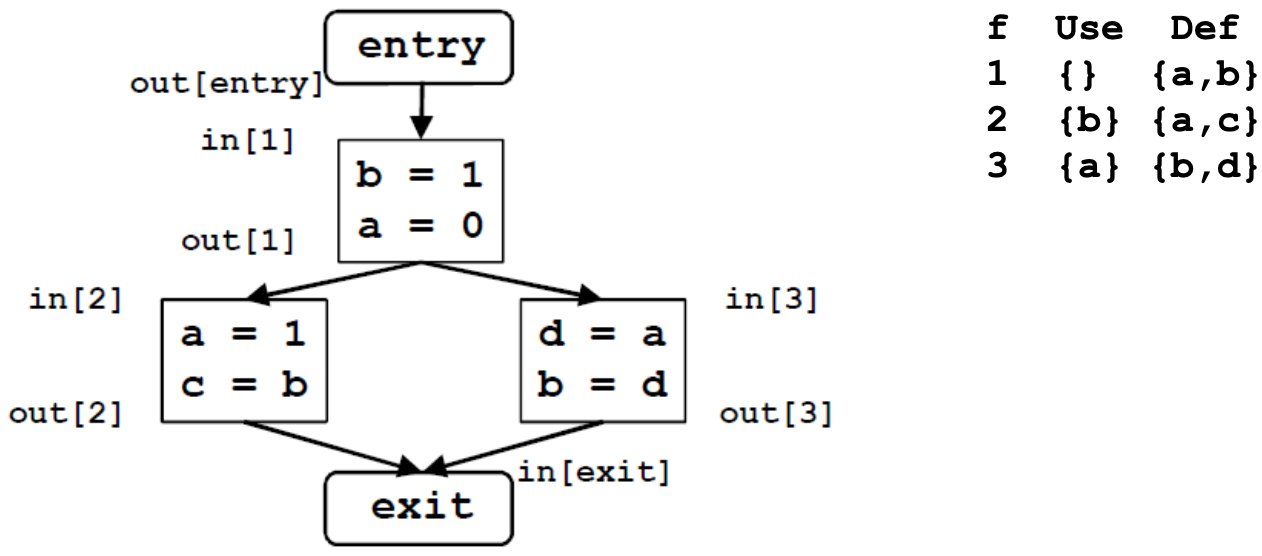 entry
out[entry]
in[1]
b = 1
a = 0
out[1]
in[2]
a = 1
c = b
out[2]
in[3]
d = a
b = d
out[3]
in[exit]
exit
f Use Def
1 {} {a,b}
2 {b} {a,c}
3 {a} {b,d}